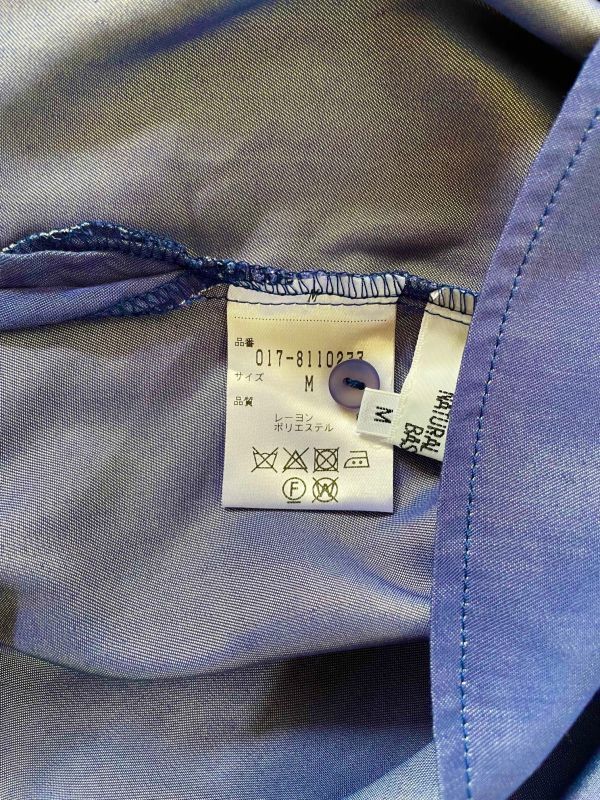 品番
017-8110277
サイズ M
品質
レーヨン
ポリエステル
F
W
M
NATURAL
BAS